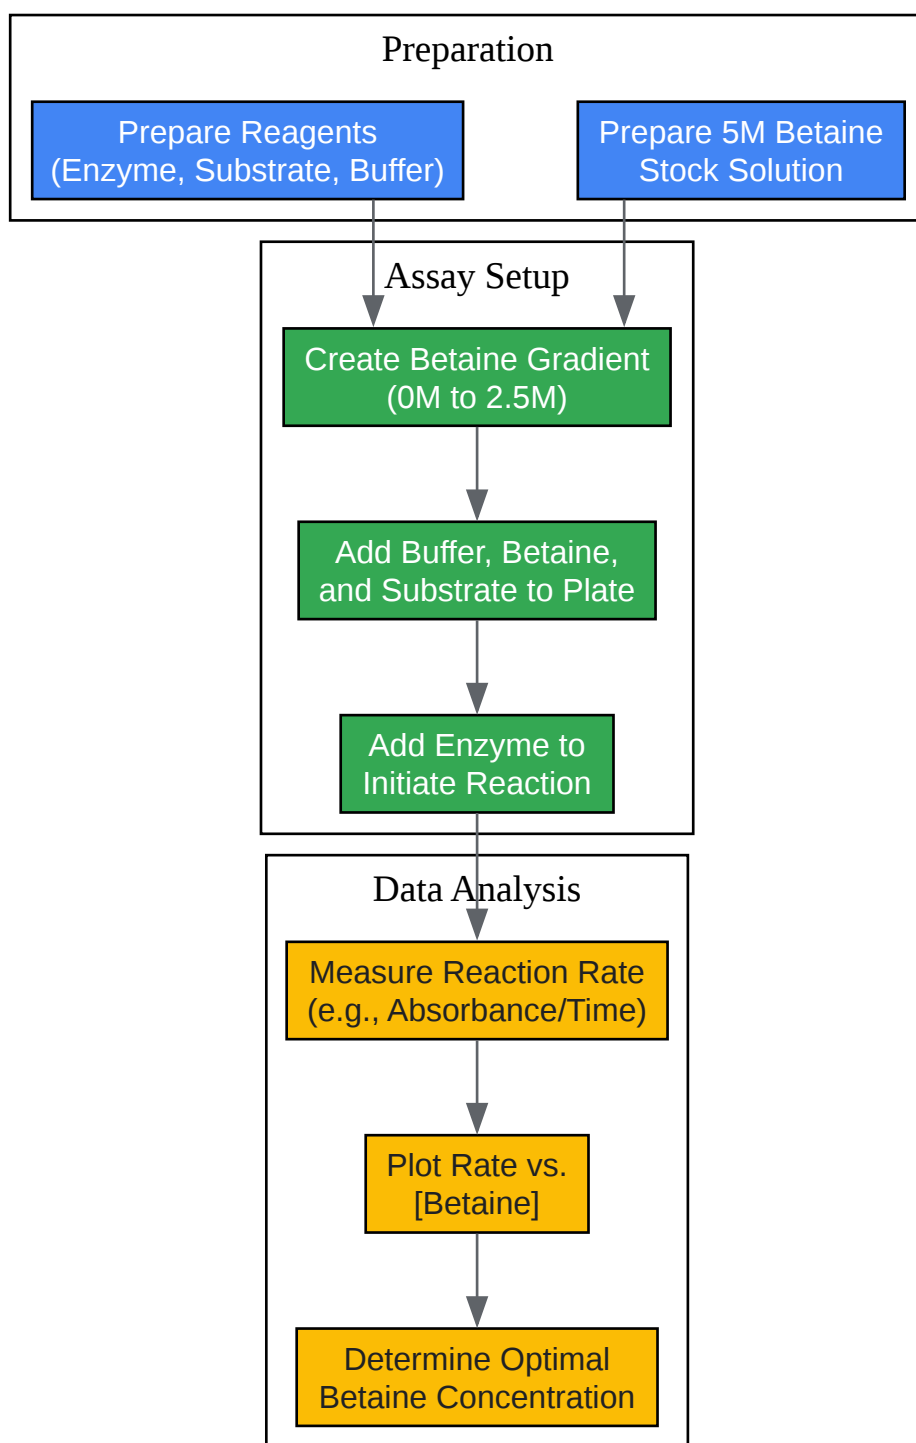 Preparation
Prepare Reagents
(Enzyme, Substrate, Buffer)
Prepare 5M Betaine
Stock Solution
Assay Setup
Create Betaine Gradient
(0M to 2.5M)
Add Buffer, Betaine,
and Substrate to Plate
Add Enzyme to
Initiate Reaction
Data Analysis
Measure Reaction Rate
(e.g., Absorbance/Time)
Plot Rate vs.
[Betaine]
Determine Optimal
Betaine Concentration